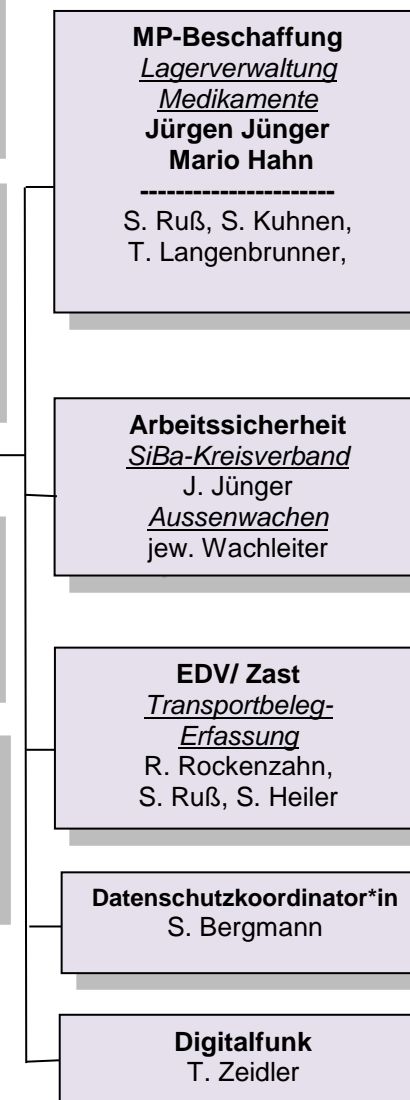 MP-Beschaffung
Lagerverwaltung
Medikamente
Jürgen Jünger
Mario Hahn
----------------------
S. Ruß, S. Kuhnen,
T. Langenbrunner,
Arbeitssicherheit
SiBa-Kreisverband
J. Jünger
Aussenwachen
jew. Wachleiter
EDV/ Zast
Transportbeleg-
Erfassung
R. Rockenzahn,
S. Ruß, S. Heiler
Datenschutzkoordinator*in
S. Bergmann
Digitalfunk
T. Zeidler